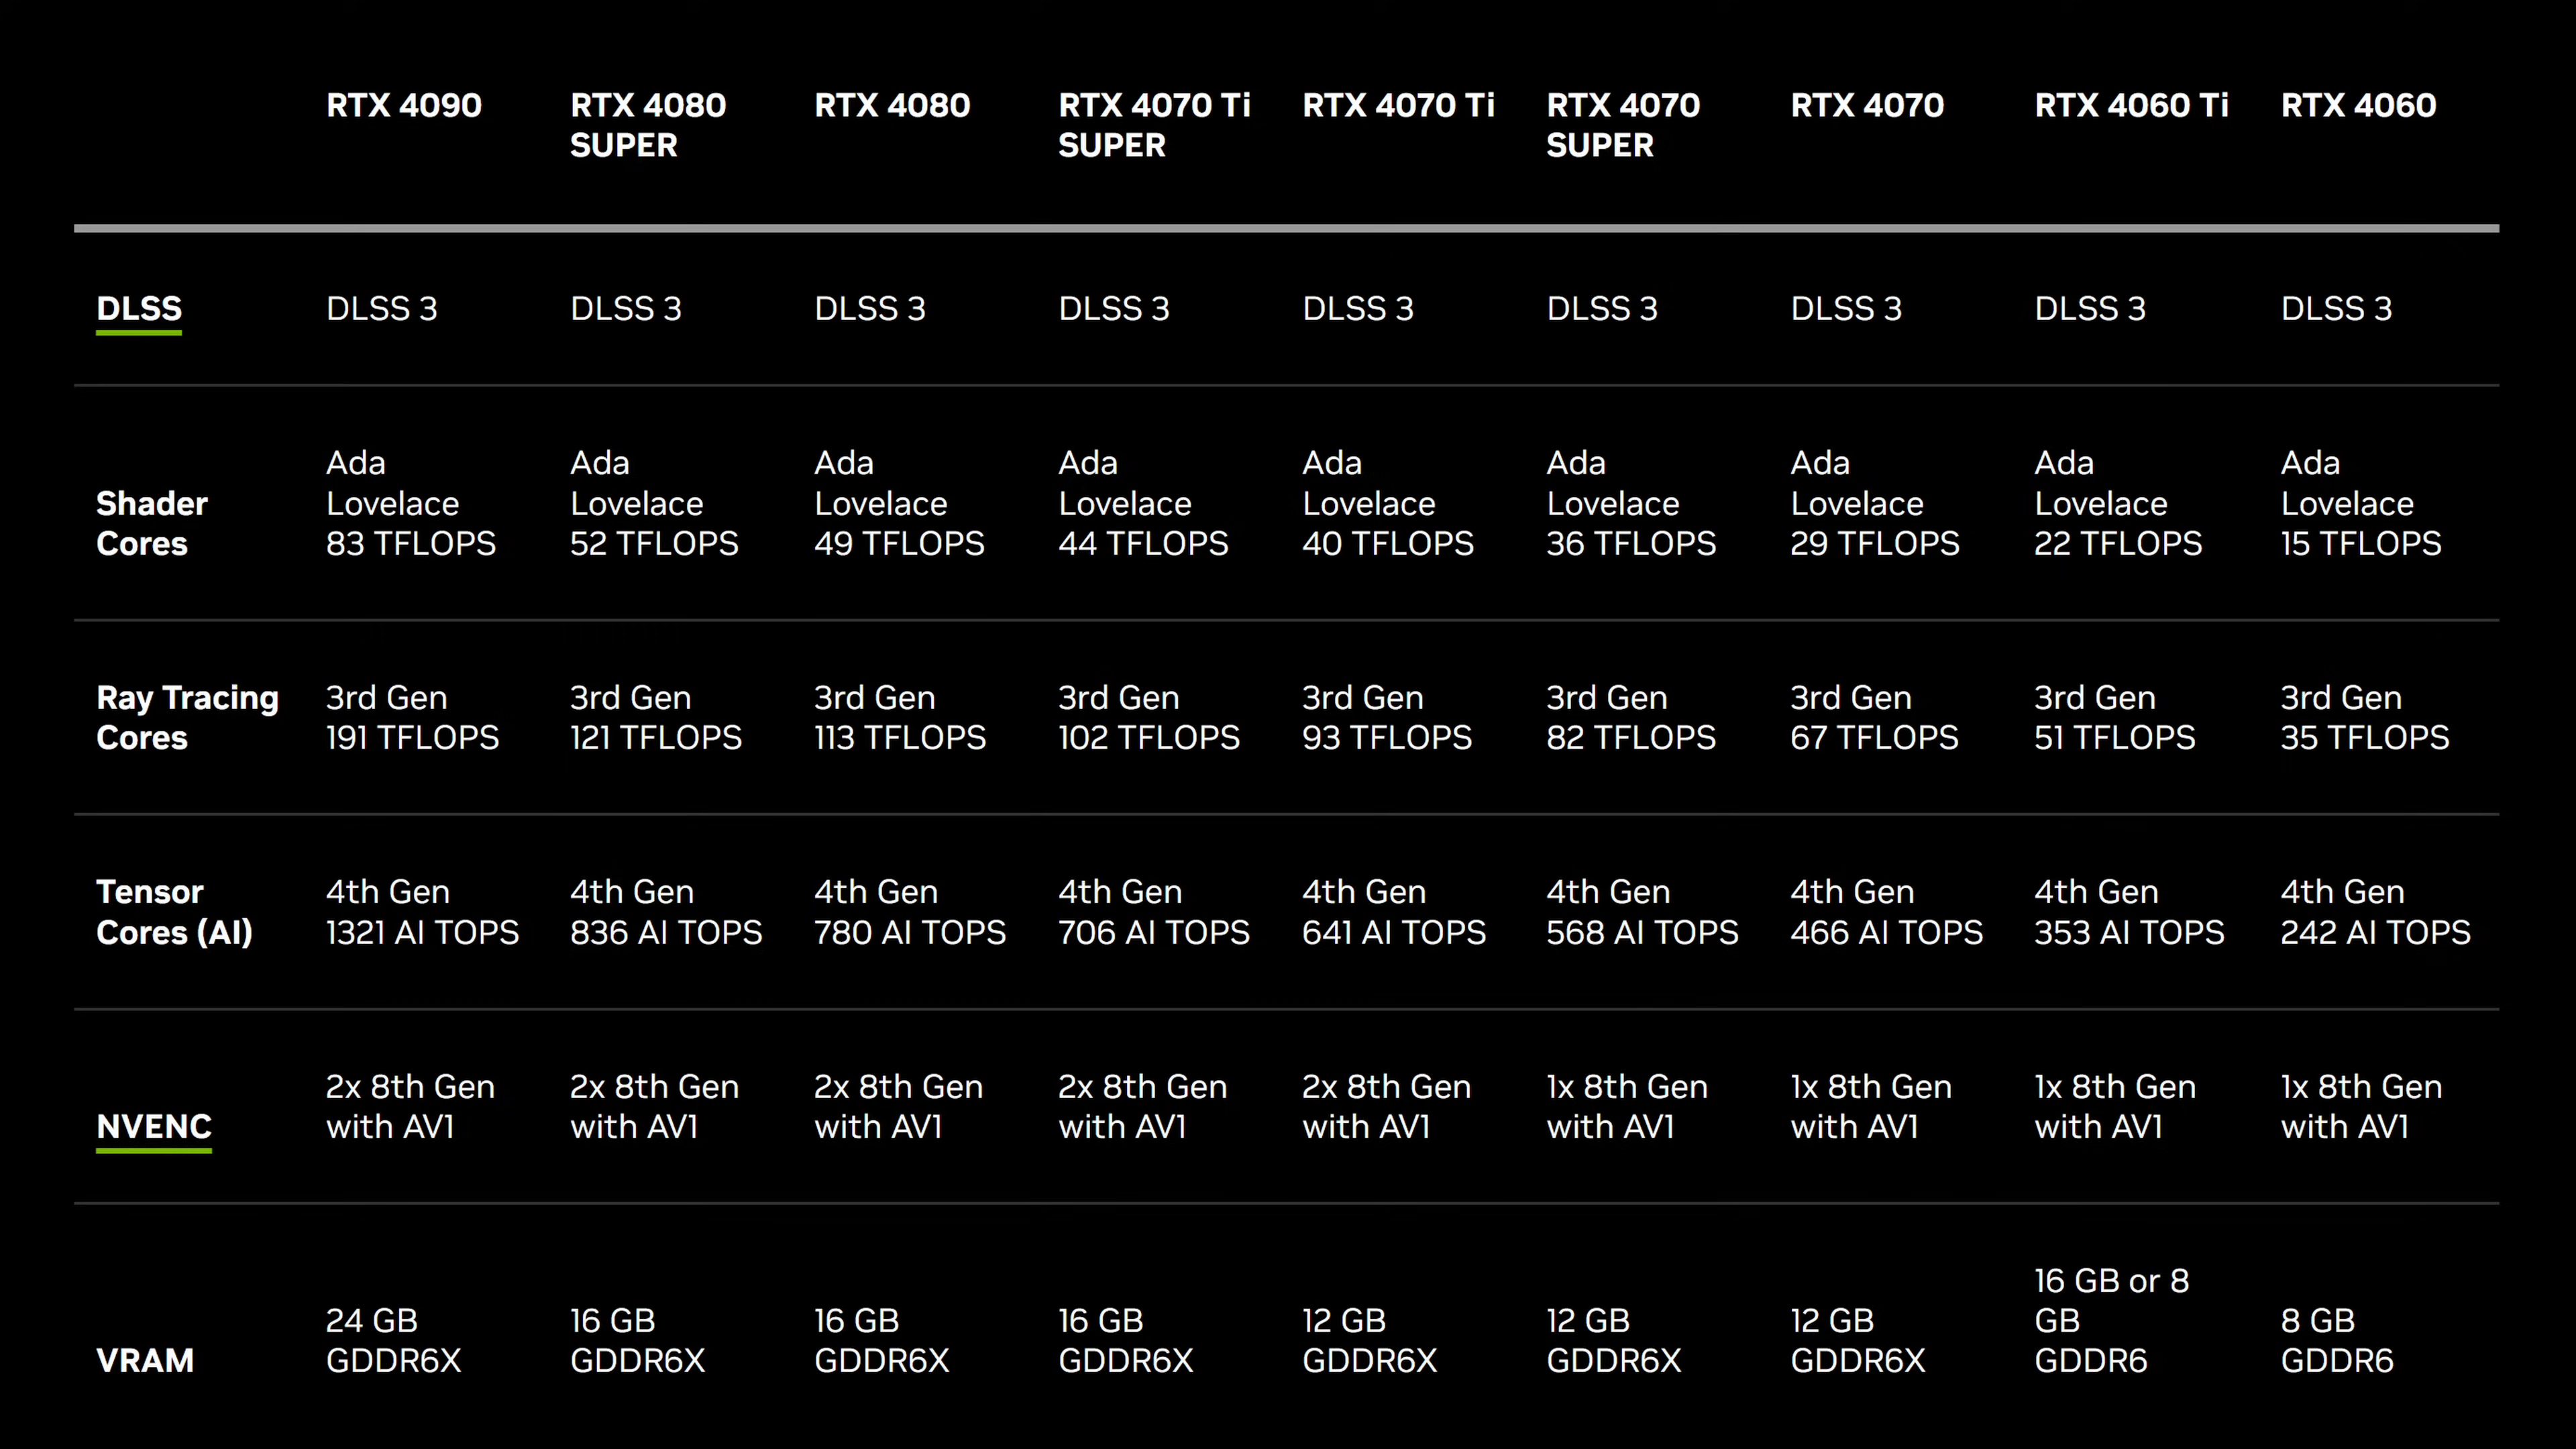 RTX 4090 RTX 4080 SUPER RTX 4080 RTX 4070 Ti SUPER RTX 4070 Ti RTX 4070 SUPER RTX 4070 RTX 4060 Ti RTX 4060
DLSS DLSS 3 DLSS 3 DLSS 3 DLSS 3 DLSS 3 DLSS 3 DLSS 3 DLSS 3 DLSS 3
Ada Ada Ada Ada Ada Ada Ada Ada Ada
Shader Lovelace Lovelace Lovelace Lovelace Lovelace Lovelace Lovelace Lovelace Lovelace
Cores 83 TFLOPS 52 TFLOPS 49 TFLOPS 44 TFLOPS 40 TFLOPS 36 TFLOPS 29 TFLOPS 22 TFLOPS 15 TFLOPS
Ray Tracing 3rd Gen 3rd Gen 3rd Gen 3rd Gen 3rd Gen 3rd Gen 3rd Gen 3rd Gen 3rd Gen
Cores 191 TFLOPS 121 TFLOPS 113 TFLOPS 102 TFLOPS 93 TFLOPS 82 TFLOPS 67 TFLOPS 51 TFLOPS 35 TFLOPS
Tensor 4th Gen 4th Gen 4th Gen 4th Gen 4th Gen 4th Gen 4th Gen 4th Gen 4th Gen
Cores (AI) 1321 AI TOPS 836 AI TOPS 780 AI TOPS 706 AI TOPS 641 AI TOPS 568 AI TOPS 466 AI TOPS 353 AI TOPS 242 AI TOPS
2x 8th Gen 2x 8th Gen 2x 8th Gen 2x 8th Gen 2x 8th Gen 1x 8th Gen 1x 8th Gen 1x 8th Gen 1x 8th Gen
NVENC with AV1 with AV1 with AV1 with AV1 with AV1 with AV1 with AV1 with AV1 with AV1
16 GB or 8
24 GB 16 GB 16 GB 16 GB 12 GB 12 GB 12 GB GB 8 GB
VRAM GDDR6X GDDR6X GDDR6X GDDR6X GDDR6X GDDR6X GDDR6X GDDR6 GDDR6